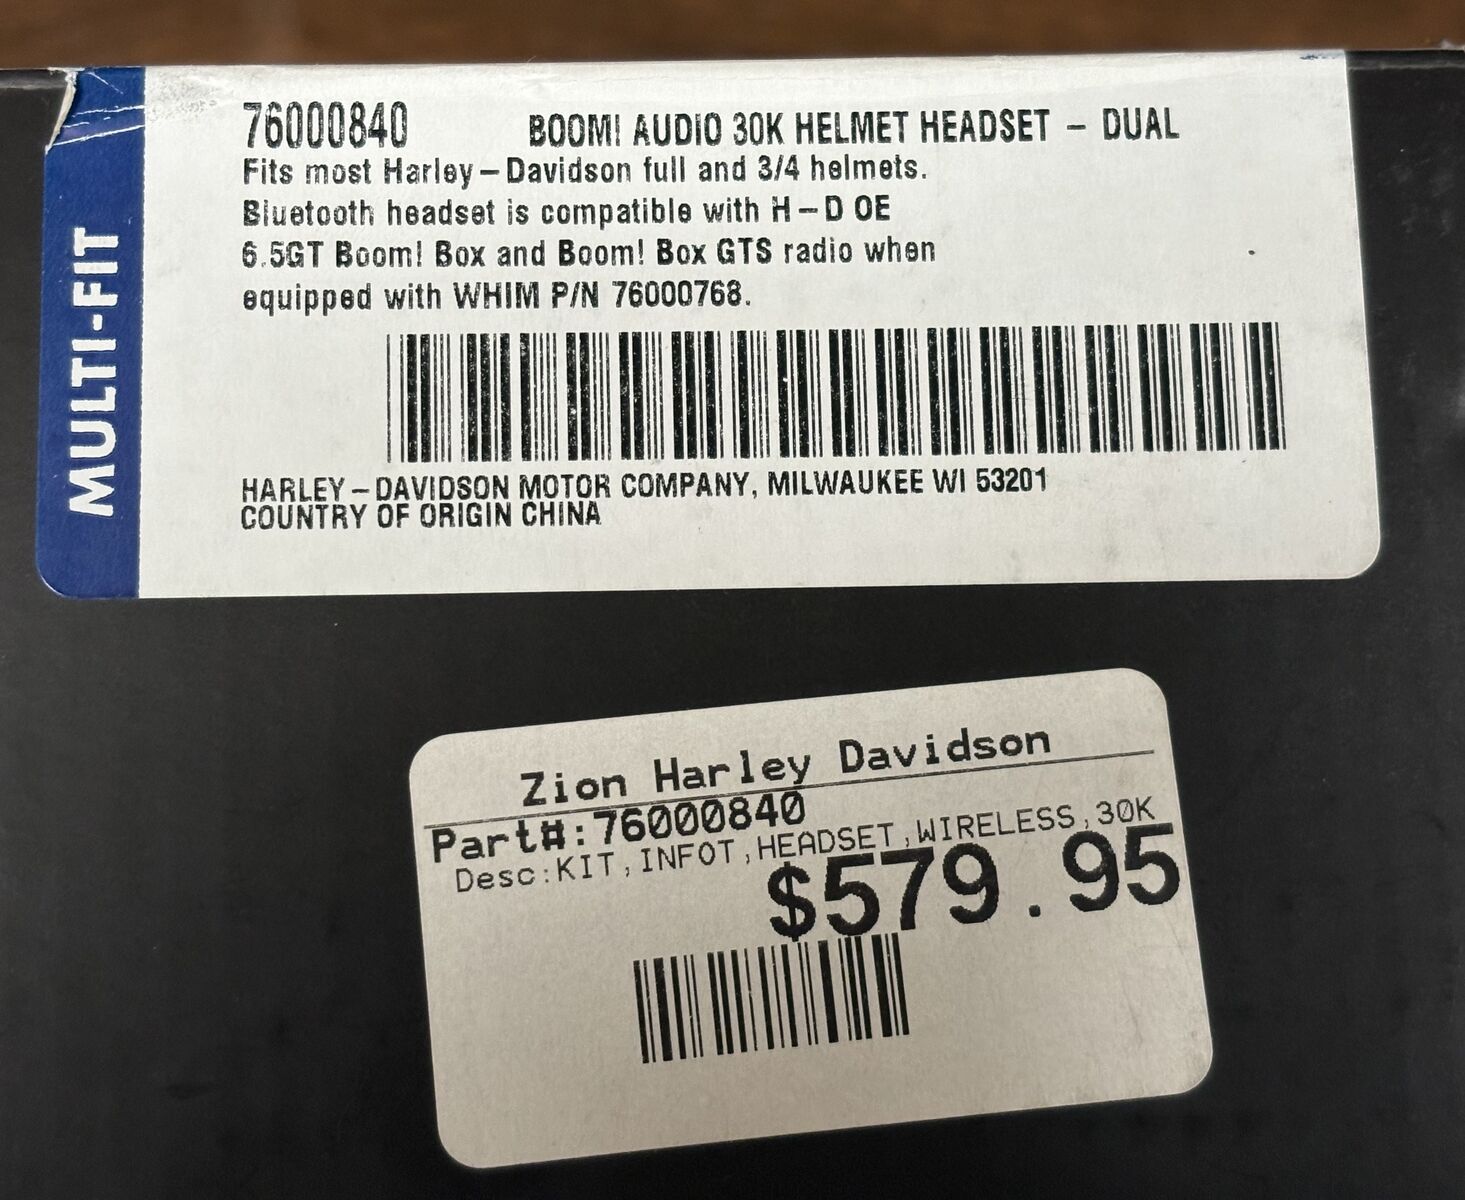 MULTI-FIT
76000840 BOOM! AUDIO 30K HELMET HEADSET - DUAL
Fits most Harley-Davidson full and 3/4 helmets.
Bluetooth headset is compatible with H-D OE
6.5GT Boom! Box and Boom! Box GTS radio when
equipped with WHIM P/N 76000768.
HARLEY-DAVIDSON MOTOR COMPANY, MILWAUKEE WI 53201
COUNTRY OF ORIGIN CHINA
Zion Harley Davidson
Part#:76000840
Desc:KIT,INFOT,HEADSET,WIRELESS,30K
$579.95